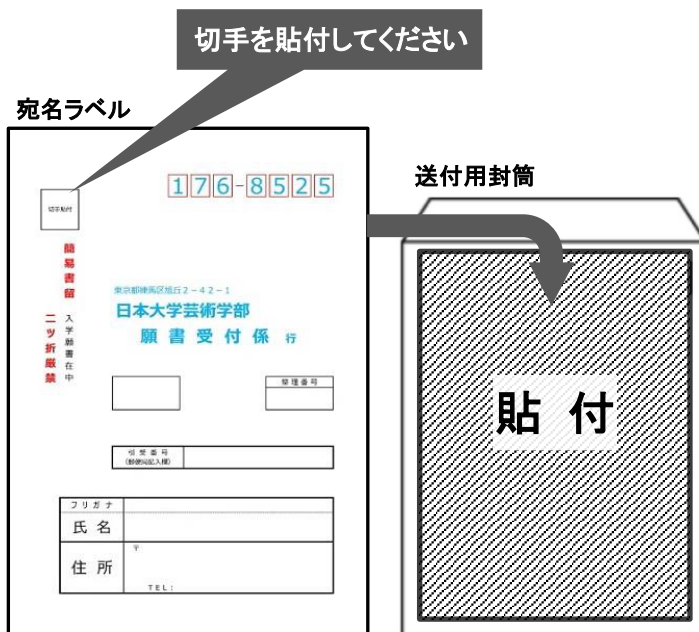 切手を貼付してください
宛名ラベル
176-8525
切手貼付
簡易書留
入学願書在中
二ツ折厳禁
東京都練馬区旭丘2-42-1
日本大学芸術学部
願書受付係 行
整理番号
引受番号
(郵便局記入欄)
フリガナ
氏名
住所
〒
TEL:
送付用封筒
貼付